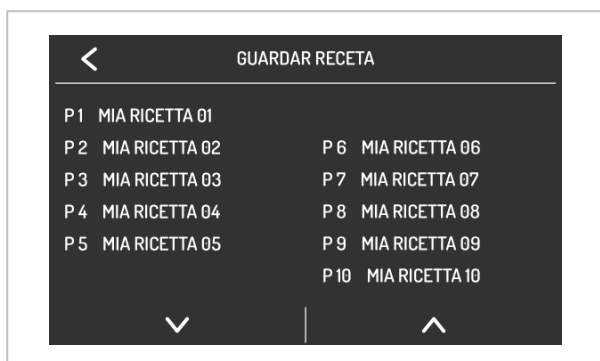 GUARDAR RECETA
P1 MIA RICETTA 01
P2 MIA RICETTA 02
P3 MIA RICETTA 03
P4 MIA RICETTA 04
P5 MIA RICETTA 05
P6 MIA RICETTA 06
P7 MIA RICETTA 07
P8 MIA RICETTA 08
P9 MIA RICETTA 09
P10 MIA RICETTA 10